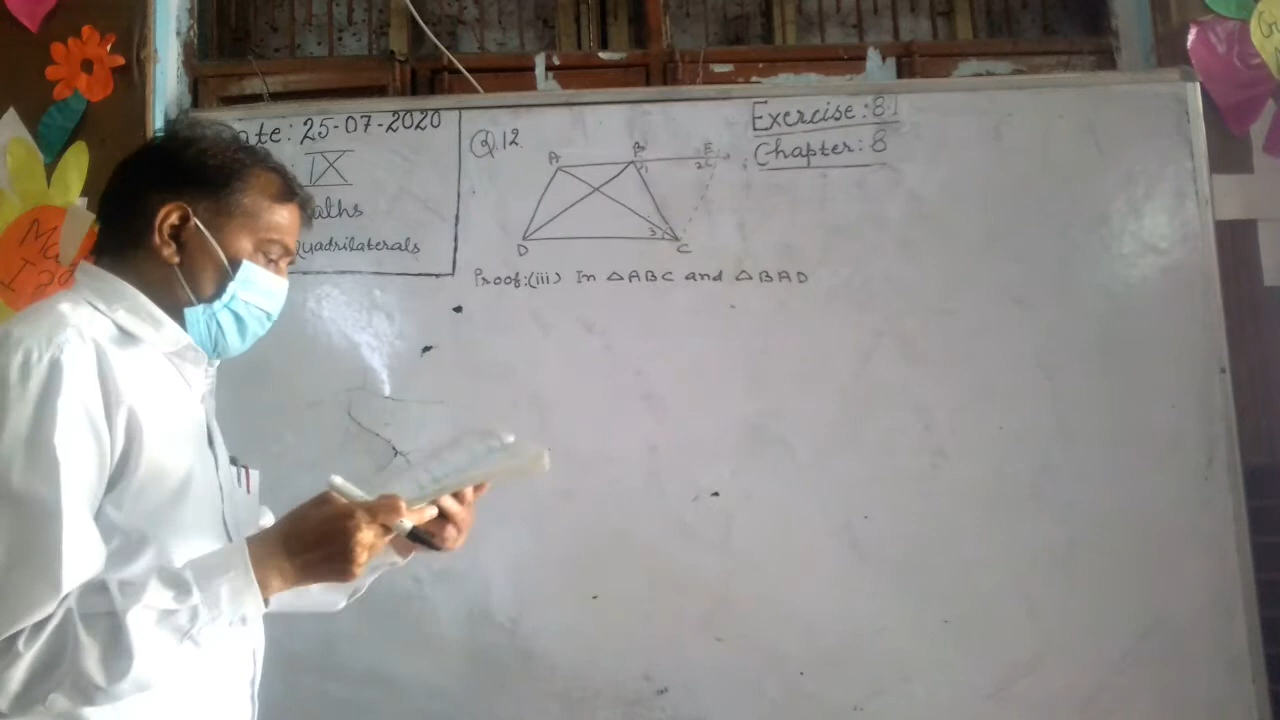 ate: 25-07-2020
IX
aths
Quadrilaterals
Q.12.
Exercise: 8.1
Chapter: 8
A B E
2 1
3
D C
Proof:(iii) In △ABC and △BAD